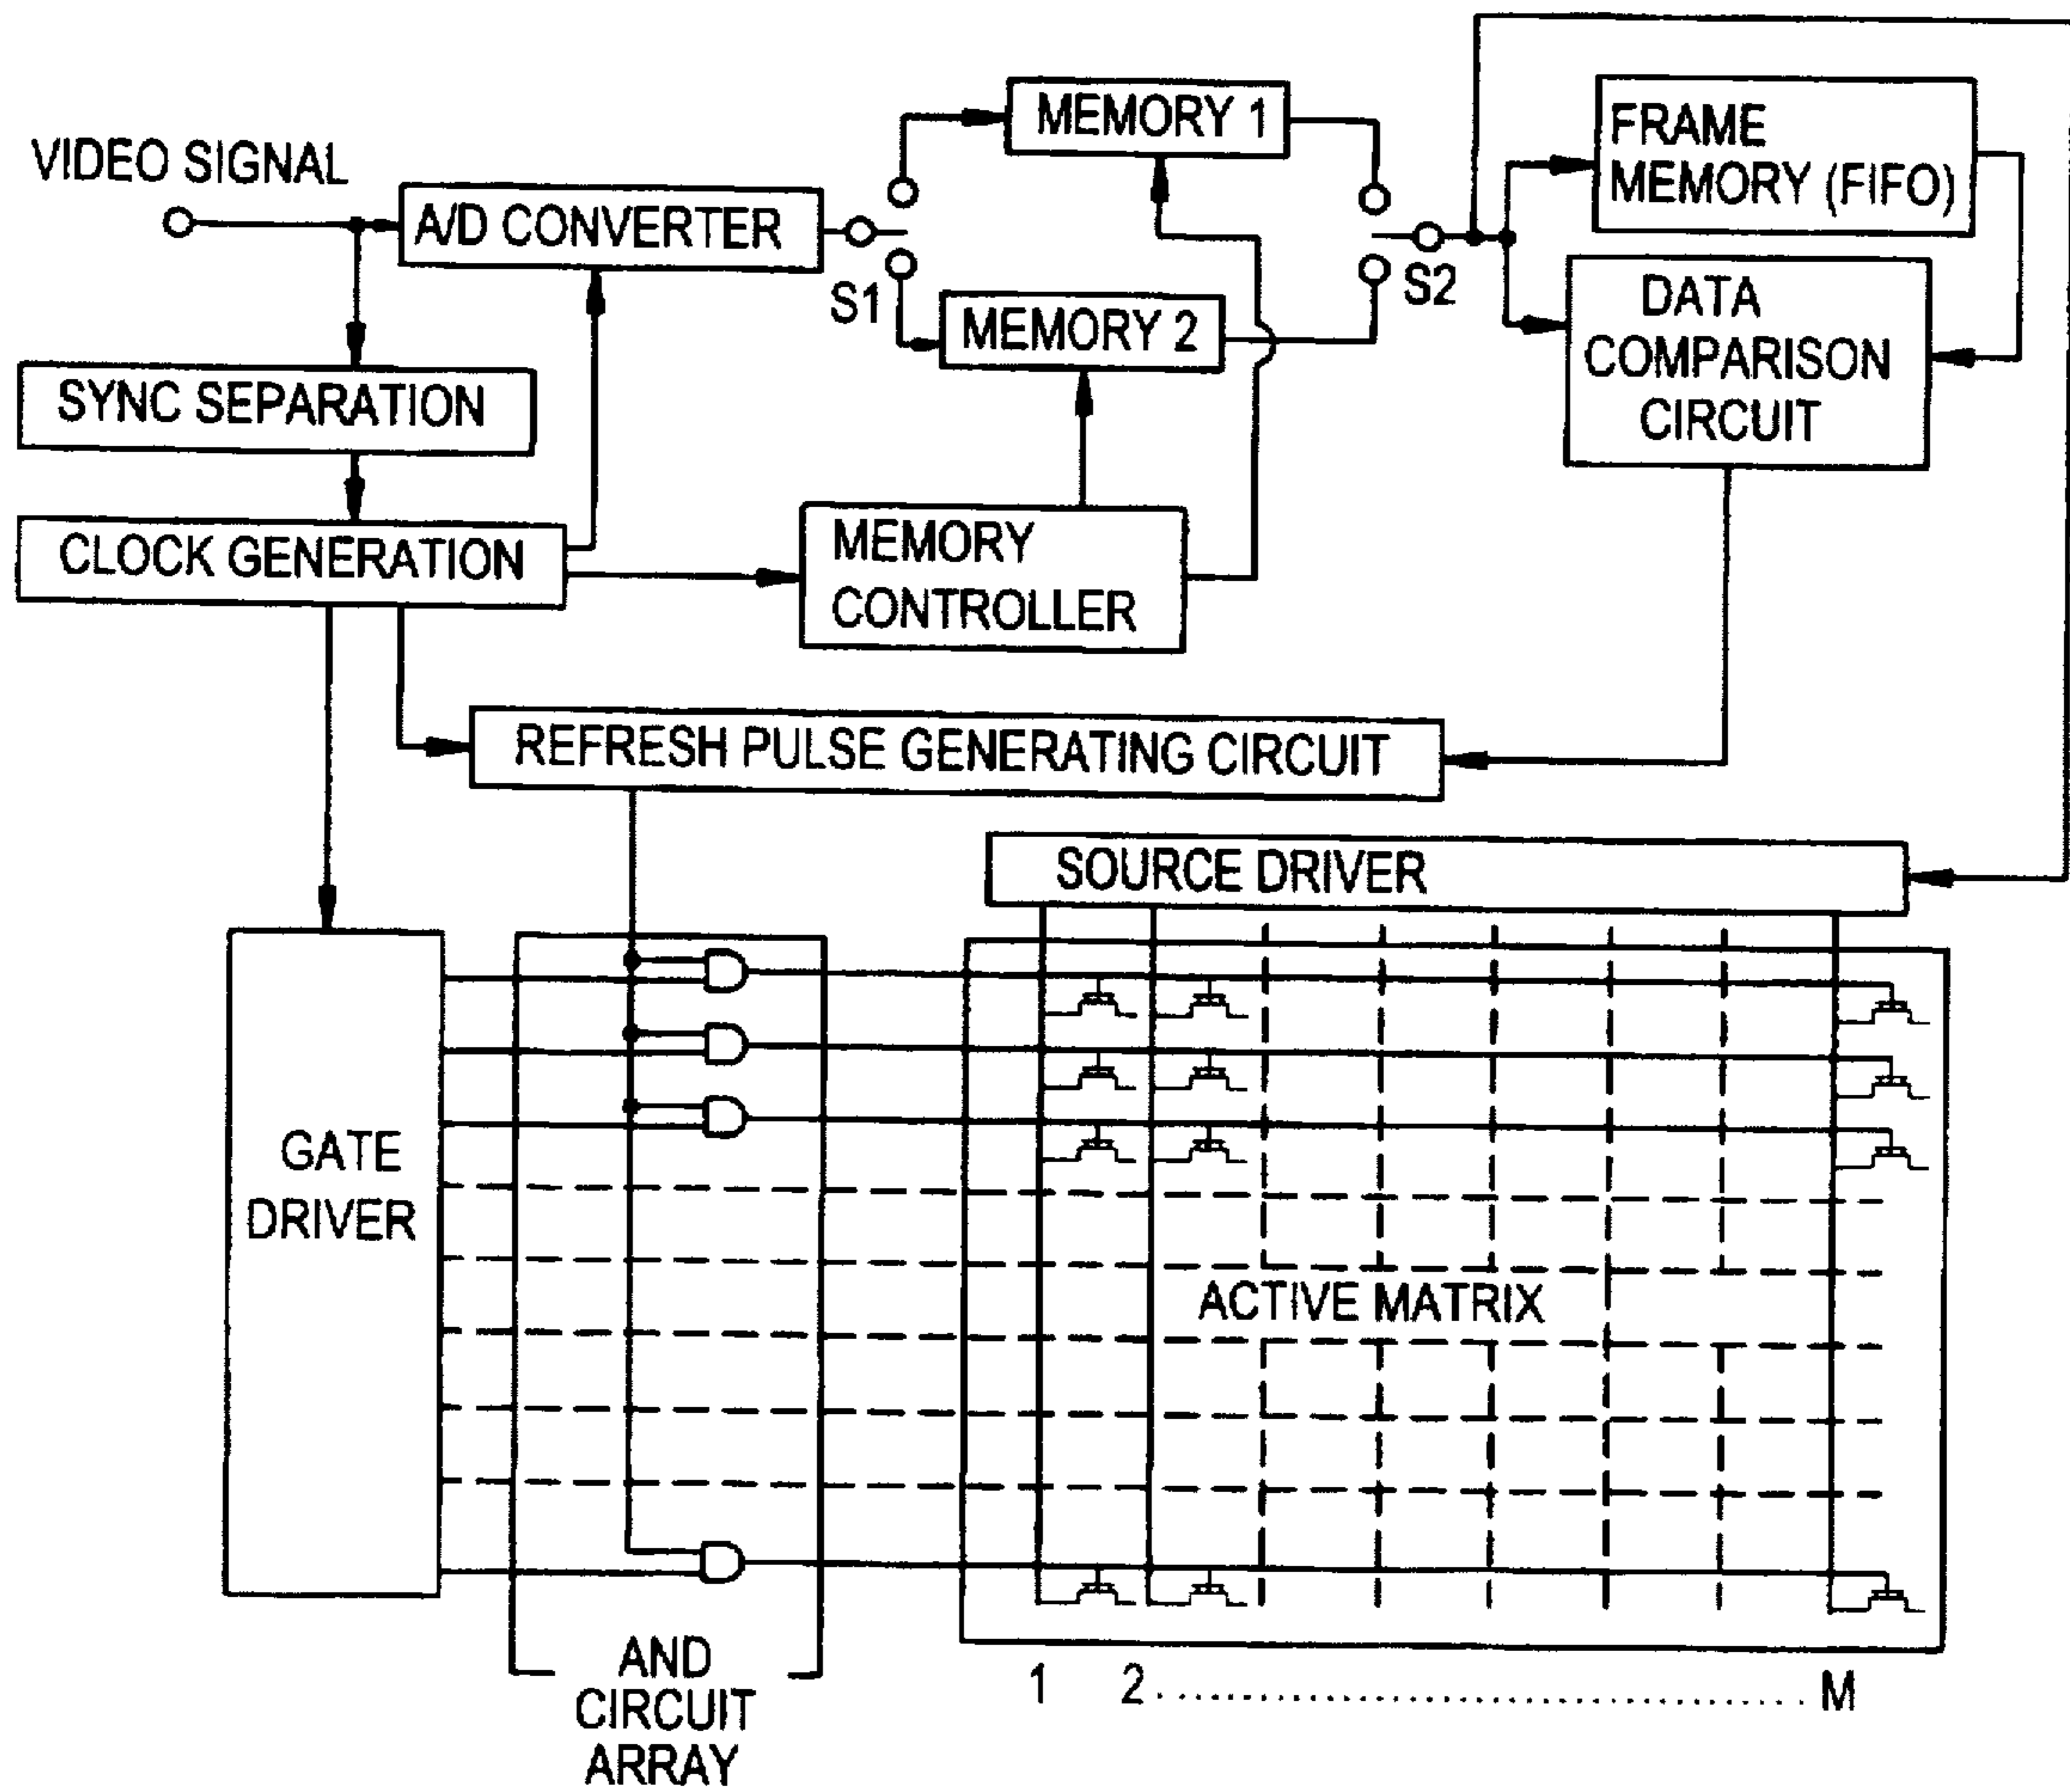 VIDEO SIGNAL
A/D CONVERTER
S1
MEMORY 1
MEMORY 2
S2
FRAME
MEMORY (FIFO)
DATA
COMPARISON
CIRCUIT
SYNC SEPARATION
CLOCK GENERATION
MEMORY
CONTROLLER
REFRESH PULSE GENERATING CIRCUIT
SOURCE DRIVER
GATE
DRIVER
ACTIVE MATRIX
AND
CIRCUIT
ARRAY
1 2 ........................................ M